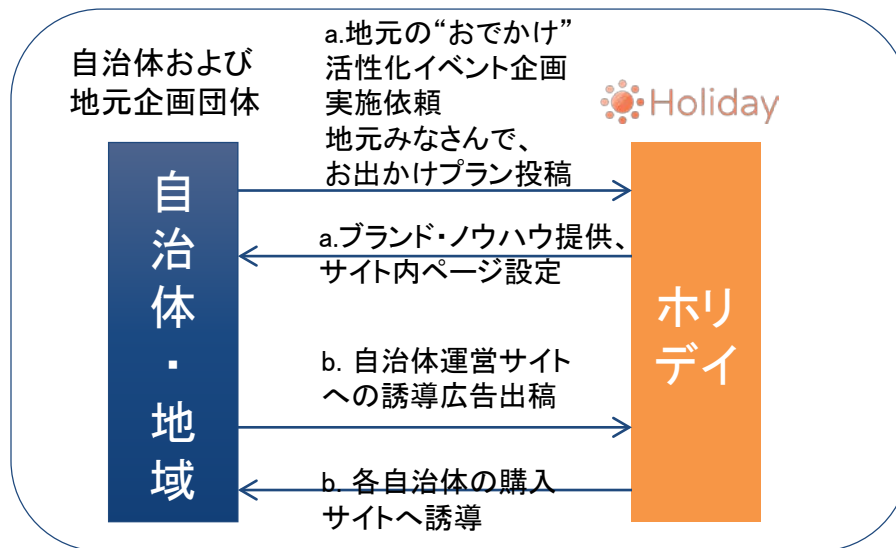 自治体および
地元企画団体
a.地元の“おでかけ”
活性化イベント企画
実施依頼
地元みなさんで、
お出かけプラン投稿
Holiday
自治体・地域
a.ブランド・ノウハウ提供、
サイト内ページ設定
ホリ
デイ
b. 自治体運営サイト
への誘導広告出稿
b. 各自治体の購入
サイトへ誘導